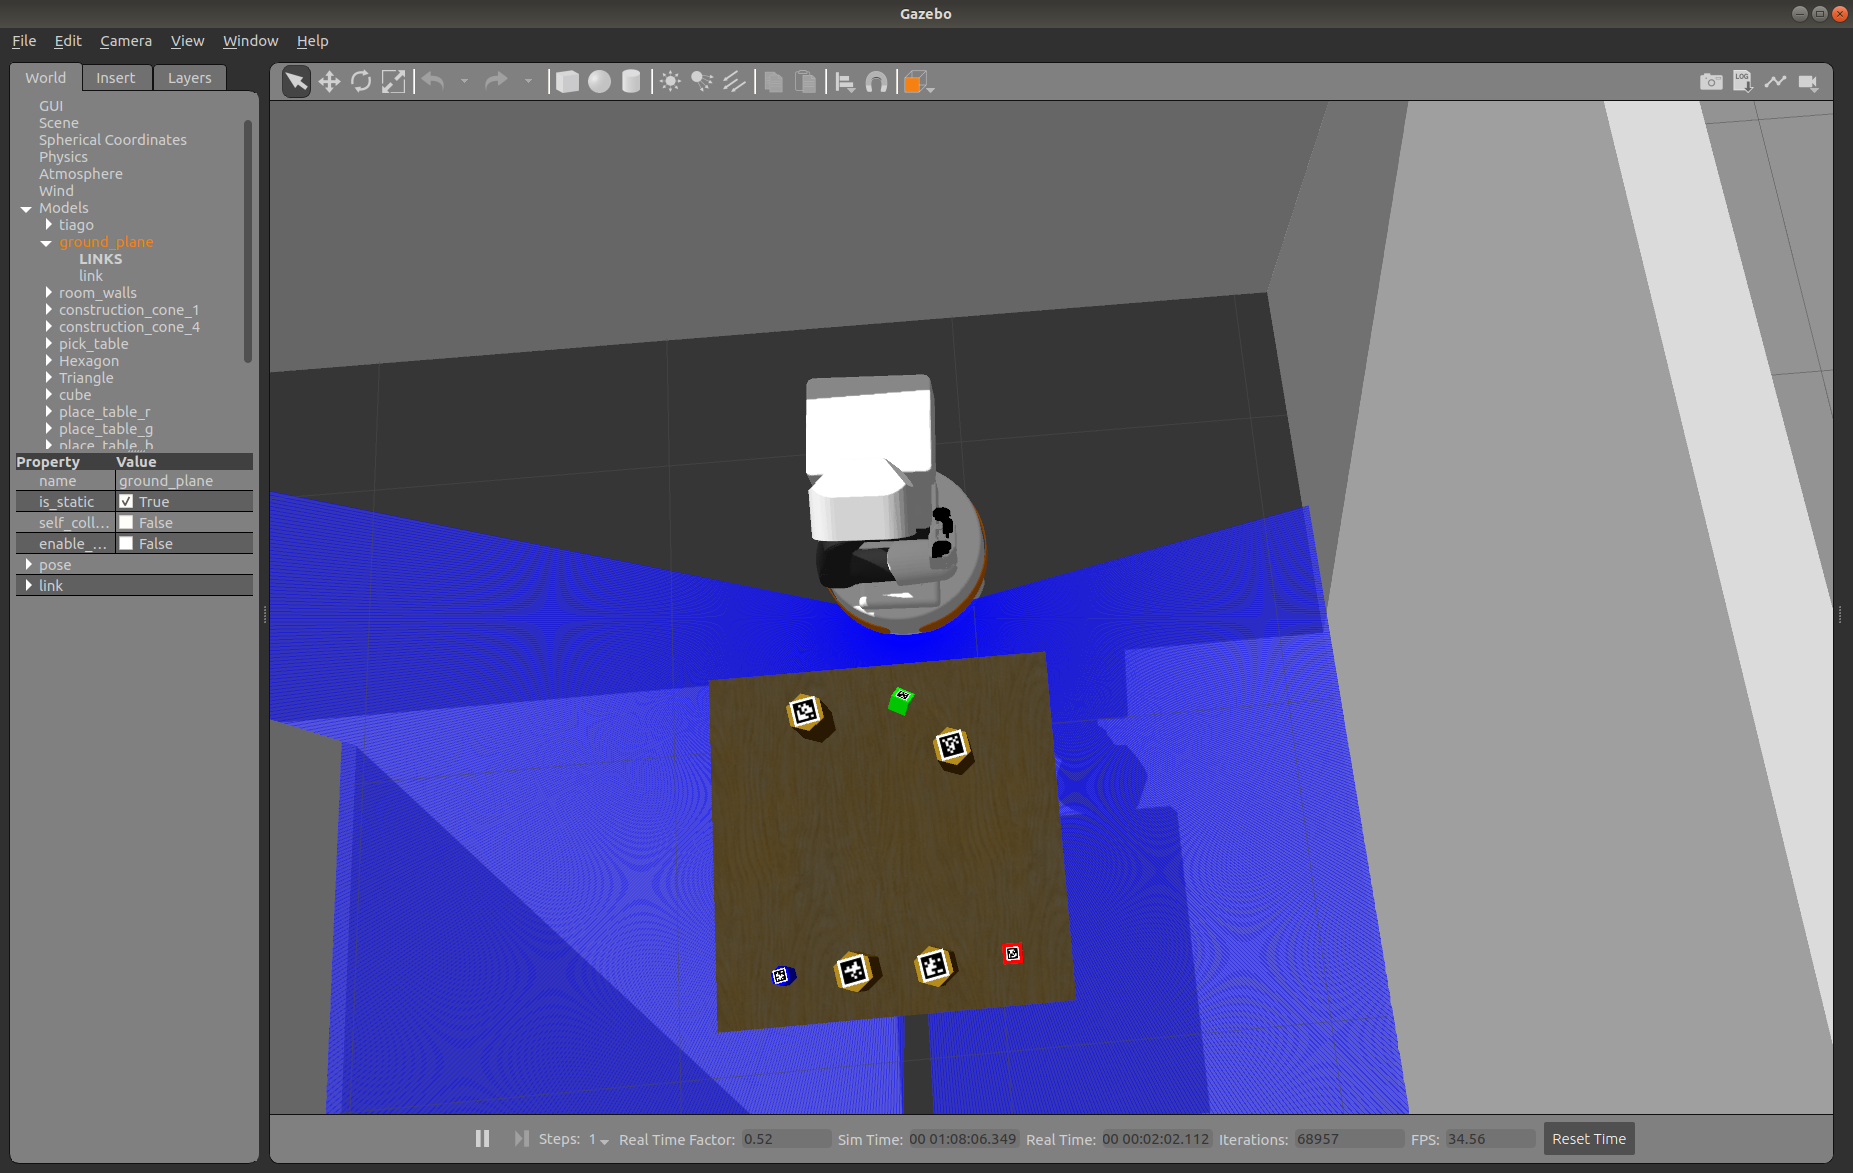 Gazebo
File Edit Camera View Window Help
World Insert Layers
GUI
Scene
Spherical Coordinates
Physics
Atmosphere
Wind
Models
tiago
ground_plane
LINKS
link
room_walls
construction_cone_1
construction_cone_4
pick_table
Hexagon
Triangle
cube
place_table_r
place_table_g
place_table_b
Property Value
name ground_plane
is_static True
self_coll... False
enable_... False
pose
link
LOG
Steps: 1 Real Time Factor: 0.52 Sim Time: 00 01:08:06.349 Real Time: 00 00:02:02.112 Iterations: 68957 FPS: 34.56 Reset Time